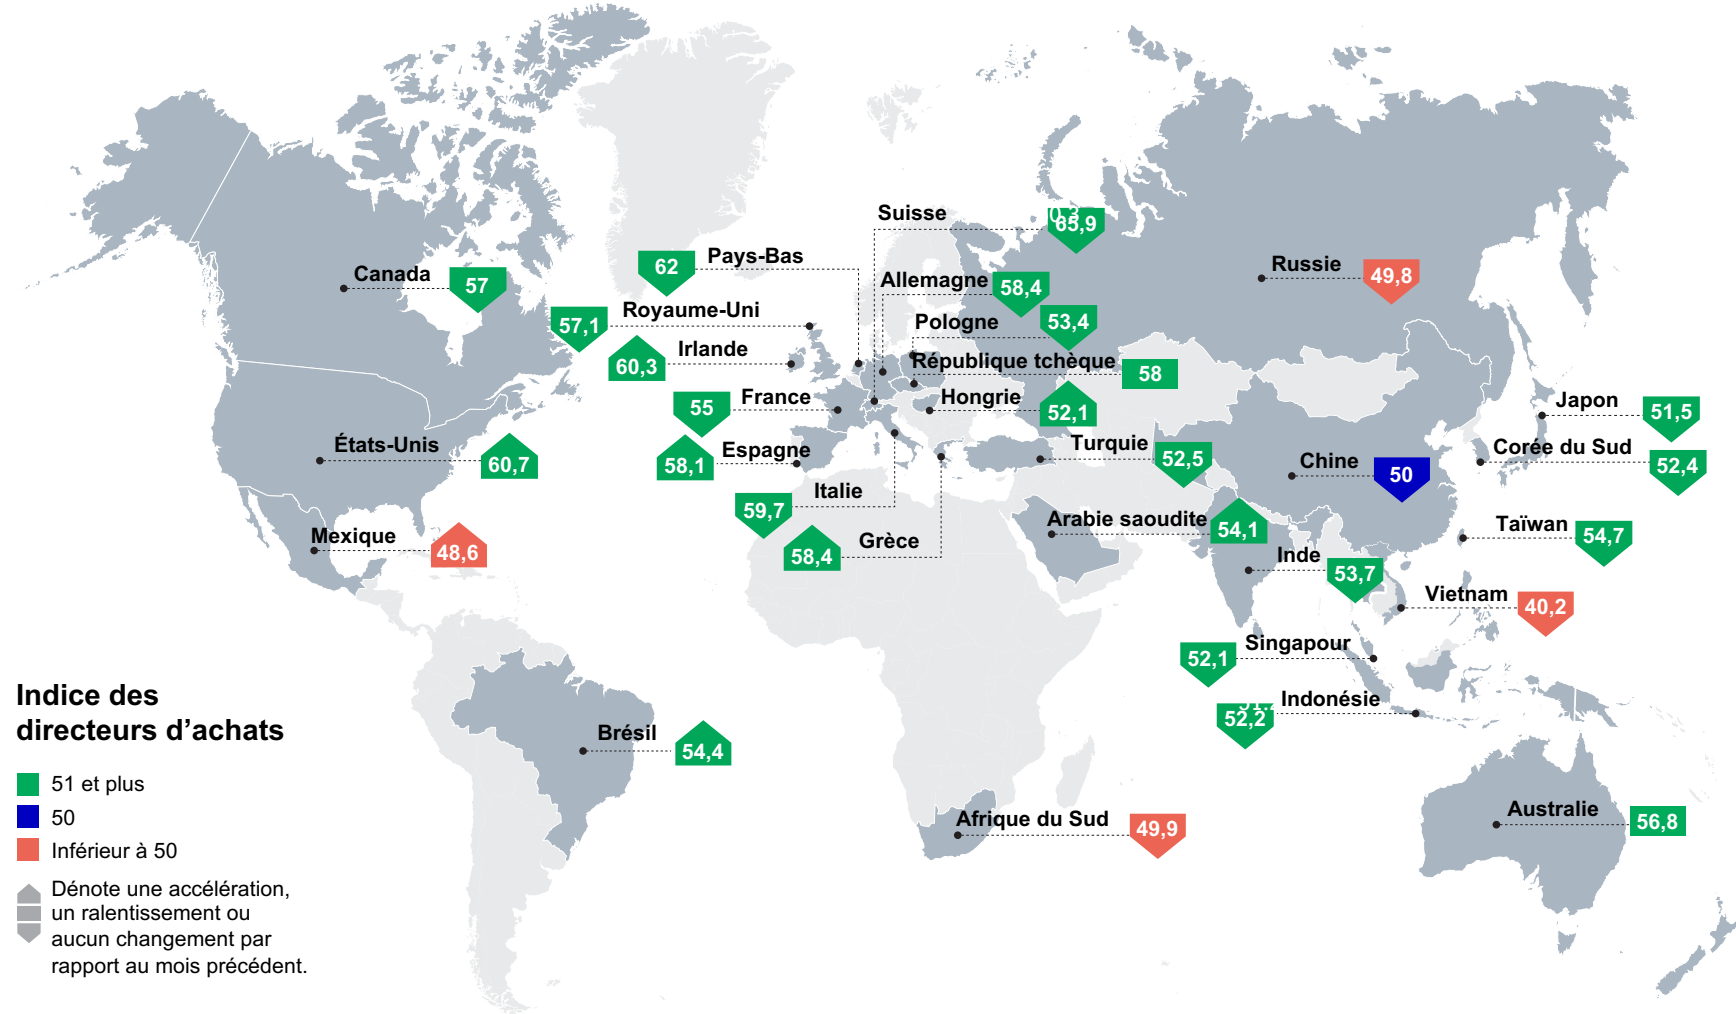 Suisse
65,9
Pays-Bas
62
Canada
57
Allemagne
58,4
Russie
49,8
Royaume-Uni
57,1
Pologne
53,4
Irlande
60,3
République tchèque
58
France
55
Hongrie
52,1
Japon
51,5
États-Unis
60,7
Espagne
58,1
Turquie
52,5
Chine
50
Corée du Sud
52,4
Italie
59,7
Mexique
48,6
Grèce
58,4
Arabie saoudite
54,1
Taïwan
54,7
Inde
53,7
Vietnam
40,2
Singapour
52,1
Indonésie
52,2
Brésil
54,4
Afrique du Sud
49,9
Australie
56,8
Indice des
directeurs d’achats
51 et plus
50
Inférieur à 50
Dénote une accélération,
un ralentissement ou
aucun changement par
rapport au mois précédent.